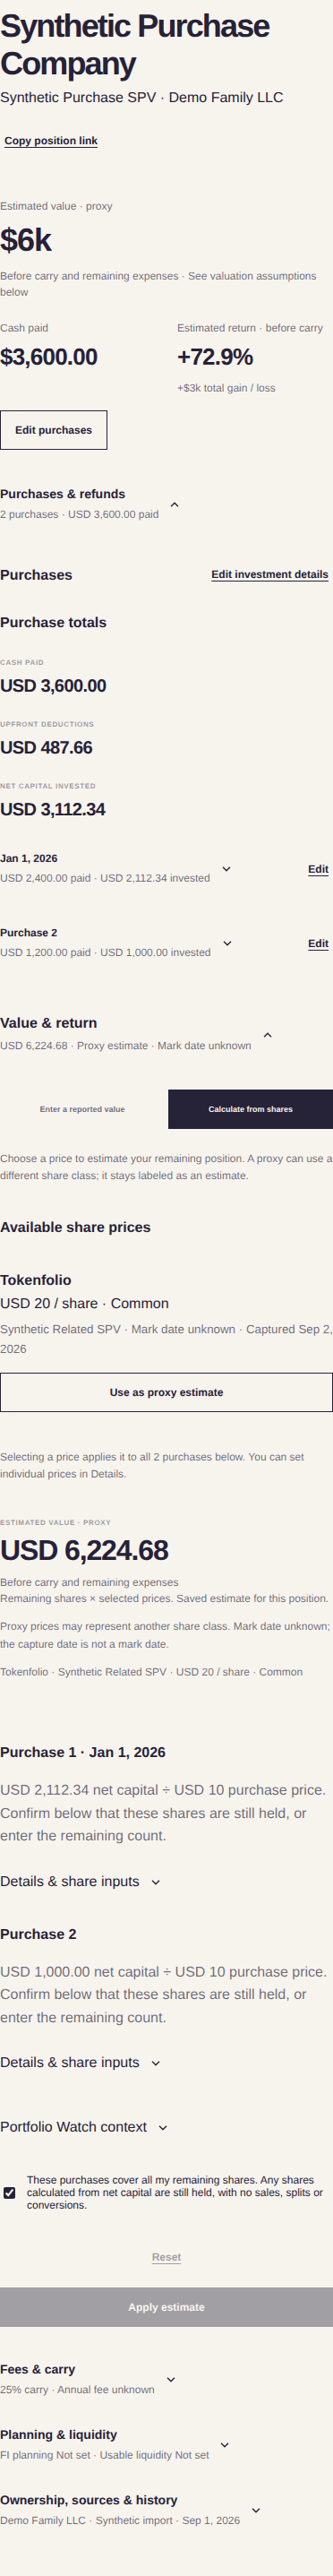 Synthetic Purchase
Company
Synthetic Purchase SPV · Demo Family LLC
Copy position link
Estimated value · proxy
$6k
Before carry and remaining expenses · See valuation assumptions
below
Cash paid
Estimated return · before carry
$3,600.00
+72.9%
+$3k total gain / loss
Edit purchases
Purchases & refunds
2 purchases · USD 3,600.00 paid
Purchases
Edit investment details
Purchase totals
CASH PAID
USD 3,600.00
UPFRONT DEDUCTIONS
USD 487.66
NET CAPITAL INVESTED
USD 3,112.34
Jan 1, 2026
USD 2,400.00 paid · USD 2,112.34 invested
Edit
Purchase 2
USD 1,200.00 paid · USD 1,000.00 invested
Edit
Value & return
USD 6,224.68 · Proxy estimate · Mark date unknown
Enter a reported value
Calculate from shares
Choose a price to estimate your remaining position. A proxy can use a
different share class; it stays labeled as an estimate.
Available share prices
Tokenfolio
USD 20 / share · Common
Synthetic Related SPV · Mark date unknown · Captured Sep 2,
2026
Use as proxy estimate
Selecting a price applies it to all 2 purchases below. You can set
individual prices in Details.
ESTIMATED VALUE · PROXY
USD 6,224.68
Before carry and remaining expenses
Remaining shares × selected prices. Saved estimate for this position.
Proxy prices may represent another share class. Mark date unknown;
the capture date is not a mark date.
Tokenfolio · Synthetic Related SPV · USD 20 / share · Common
Purchase 1 · Jan 1, 2026
USD 2,112.34 net capital ÷ USD 10 purchase price.
Confirm below that these shares are still held, or
enter the remaining count.
Details & share inputs
Purchase 2
USD 1,000.00 net capital ÷ USD 10 purchase price.
Confirm below that these shares are still held, or
enter the remaining count.
Details & share inputs
Portfolio Watch context
These purchases cover all my remaining shares. Any shares
calculated from net capital are still held, with no sales, splits or
conversions.
Reset
Apply estimate
Fees & carry
25% carry · Annual fee unknown
Planning & liquidity
FI planning Not set · Usable liquidity Not set
Ownership, sources & history
Demo Family LLC · Synthetic import · Sep 1, 2026